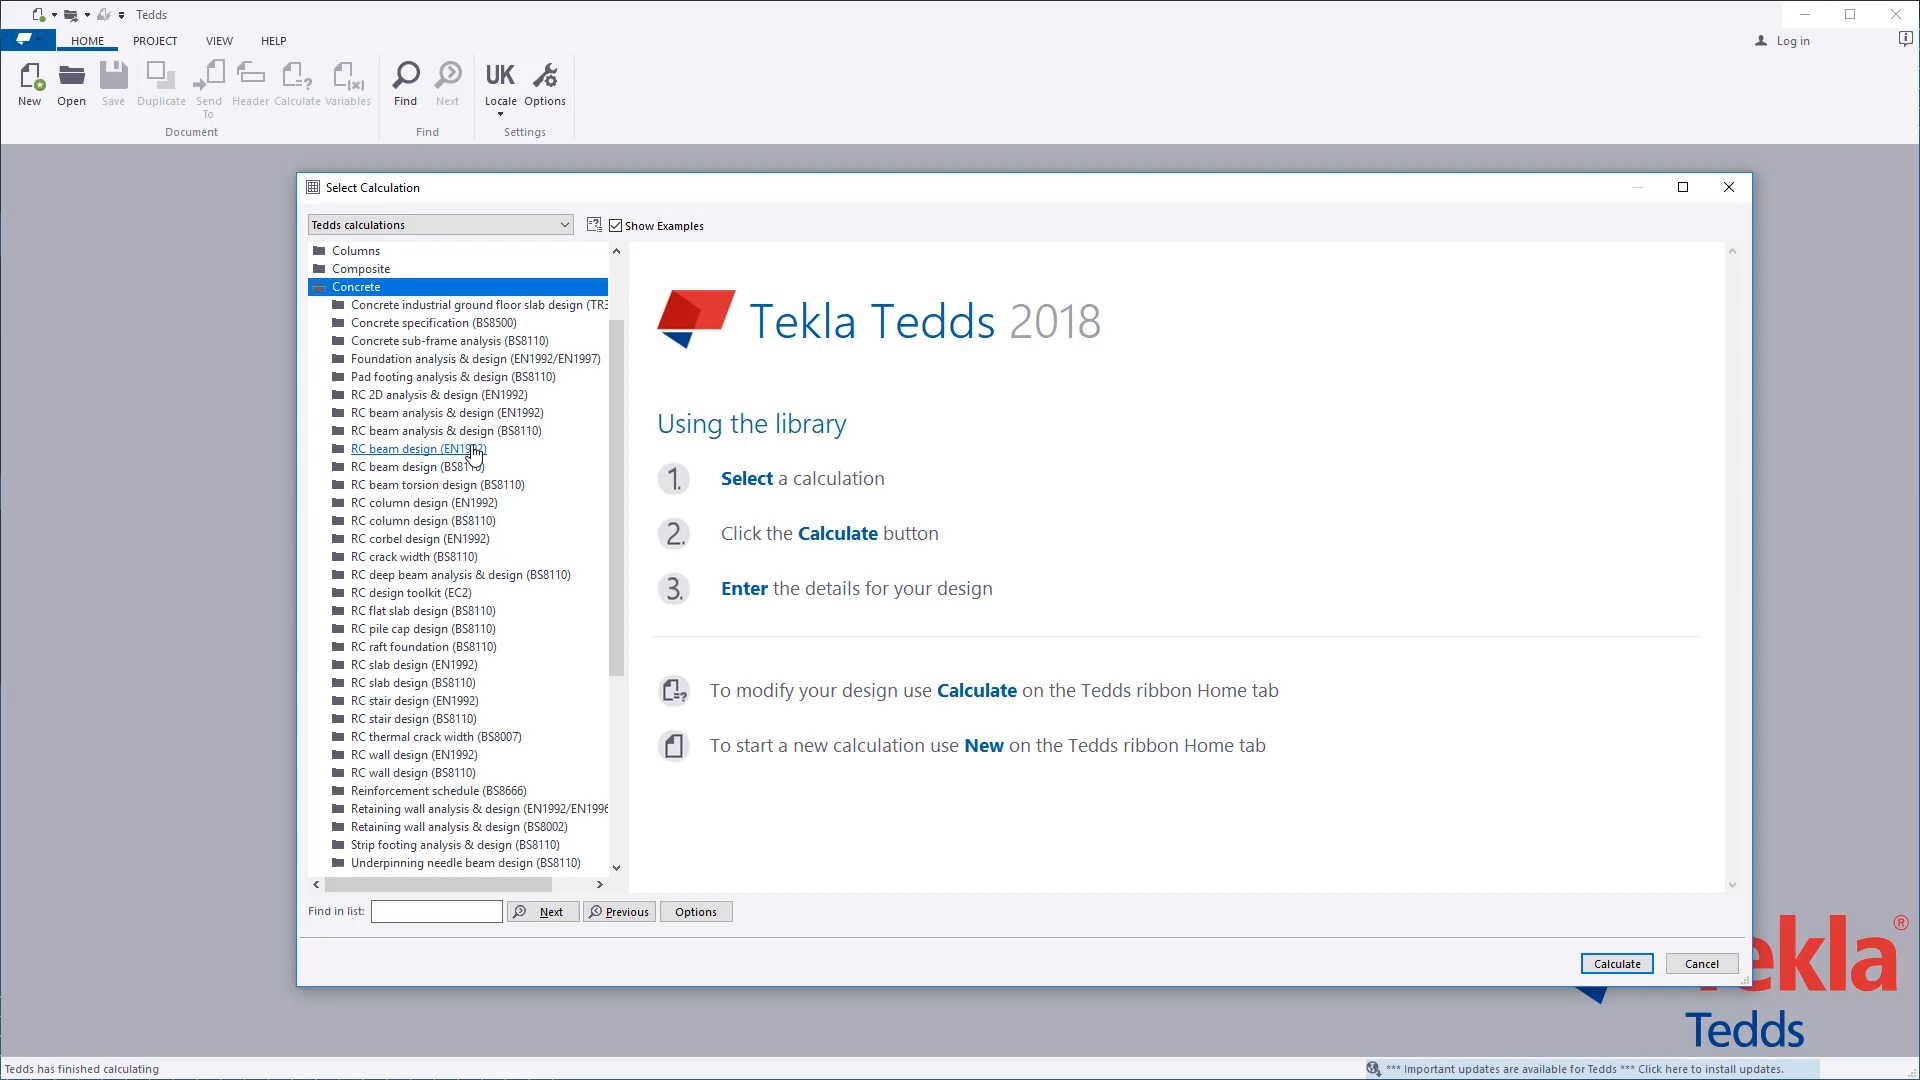 Tedds
HOME PROJECT VIEW HELP
Log in
New Open Save Duplicate Send To Header Calculate Variables
Document
Find Next
Find
UK
Locale Options
Settings
Select Calculation
Tedds calculations
Show Examples
Columns
Composite
Concrete
Concrete industrial ground floor slab design (TR3
Concrete specification (BS8500)
Concrete sub-frame analysis (BS8110)
Foundation analysis & design (EN1992/EN1997)
Pad footing analysis & design (BS8110)
RC 2D analysis & design (EN1992)
RC beam analysis & design (EN1992)
RC beam analysis & design (BS8110)
RC beam design (EN1992)
RC beam design (BS8110)
RC beam torsion design (BS8110)
RC column design (EN1992)
RC column design (BS8110)
RC corbel design (EN1992)
RC crack width (BS8110)
RC deep beam analysis & design (BS8110)
RC design toolkit (EC2)
RC flat slab design (BS8110)
RC pile cap design (BS8110)
RC raft foundation (BS8110)
RC slab design (EN1992)
RC slab design (BS8110)
RC stair design (EN1992)
RC stair design (BS8110)
RC thermal crack width (BS8007)
RC wall design (EN1992)
RC wall design (BS8110)
Reinforcement schedule (BS8666)
Retaining wall analysis & design (EN1992/EN1996
Retaining wall analysis & design (BS8002)
Strip footing analysis & design (BS8110)
Underpinning needle beam design (BS8110)
Tekla Tedds 2018
Using the library
1. Select a calculation
2. Click the Calculate button
3. Enter the details for your design
To modify your design use Calculate on the Tedds ribbon Home tab
To start a new calculation use New on the Tedds ribbon Home tab
Find in list:
Next
Previous
Options
Calculate
Cancel
ekla ®
Tedds
Tedds has finished calculating
*** Important updates are available for Tedds *** Click here to install updates.